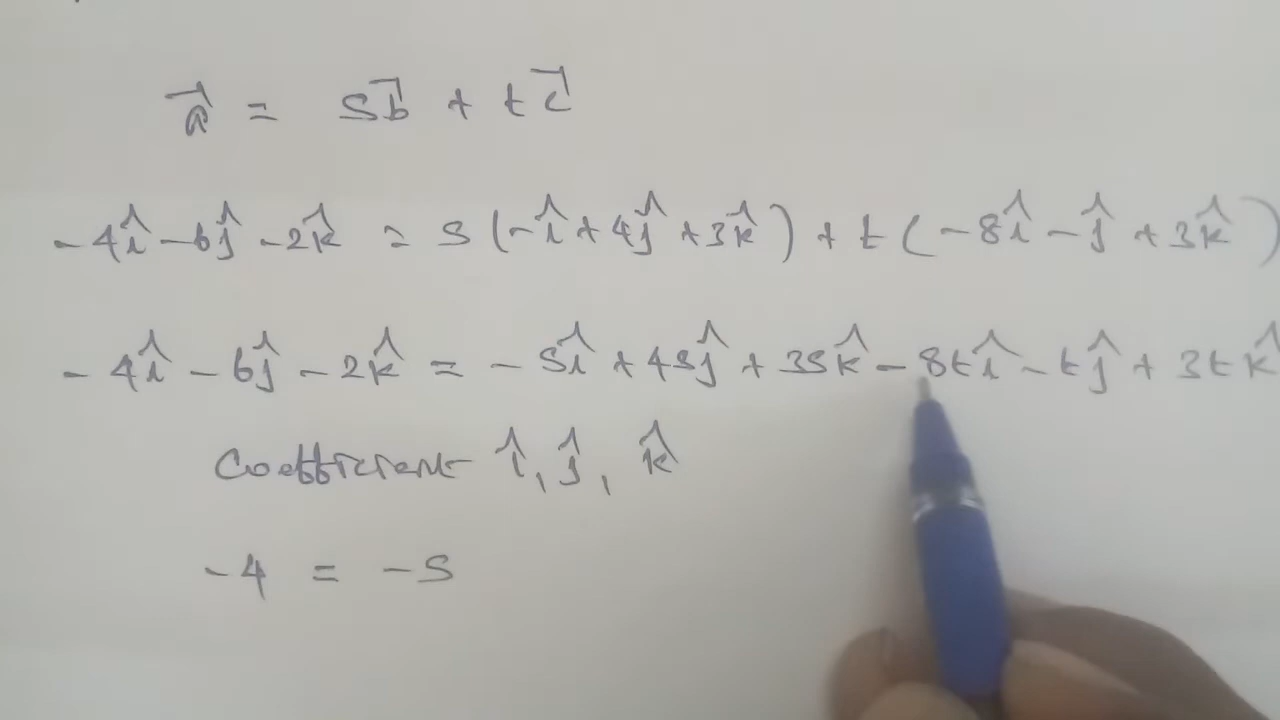 a⃗ = sb⃗ + tc⃗
-4î -6ĵ -2k̂ = s(-î + 4ĵ + 3k̂) + t(-8î - ĵ + 3k̂)
-4î - 6ĵ - 2k̂ = -sî + 4sĵ + 3sk̂ - 8tî - tĵ + 3tk̂
Coefficient î, ĵ, k̂
-4 = -s